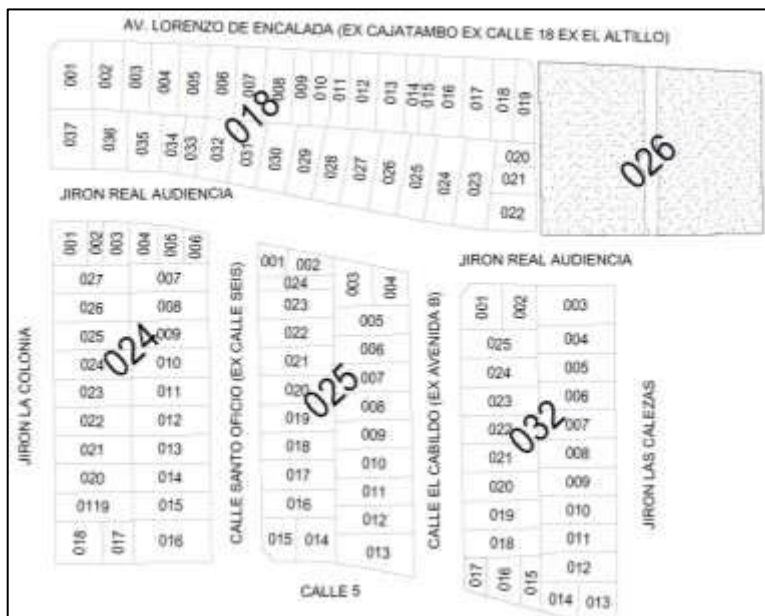 AV. LORENZO DE ENCALADA (EX CAJATAMBO EX CALLE 18 EX EL ALTILLO)
001 002 003 004 005 006 007 008 009 010 011 012 013 014 015 016 017 018 019
018
026
037 036 035 034 033 032 031 030 029 028 027 026 025 024 023
020
021
022
JIRON REAL AUDIENCIA
JIRON LA COLONIA
001 002 003 004 005 006
027 007
026 008
025 009
024
024 010
023 011
022 012
021 013
020 014
0119 015
018 017 016
CALLE SANTO OFICIO (EX CALLE SEIS)
001 002
024 003 004
023 005
022 006
021 007
025
020 008
019 009
018 010
017 011
016 012
015 014 013
CALLE 5
CALLE EL CABILDO (EX AVENIDA B)
JIRON REAL AUDIENCIA
001 002 003
025 004
024 005
023 006
022 007
032
021 008
020 009
019 010
018 011
017 016 015 012
014 013
JIRON LAS CALEZAS